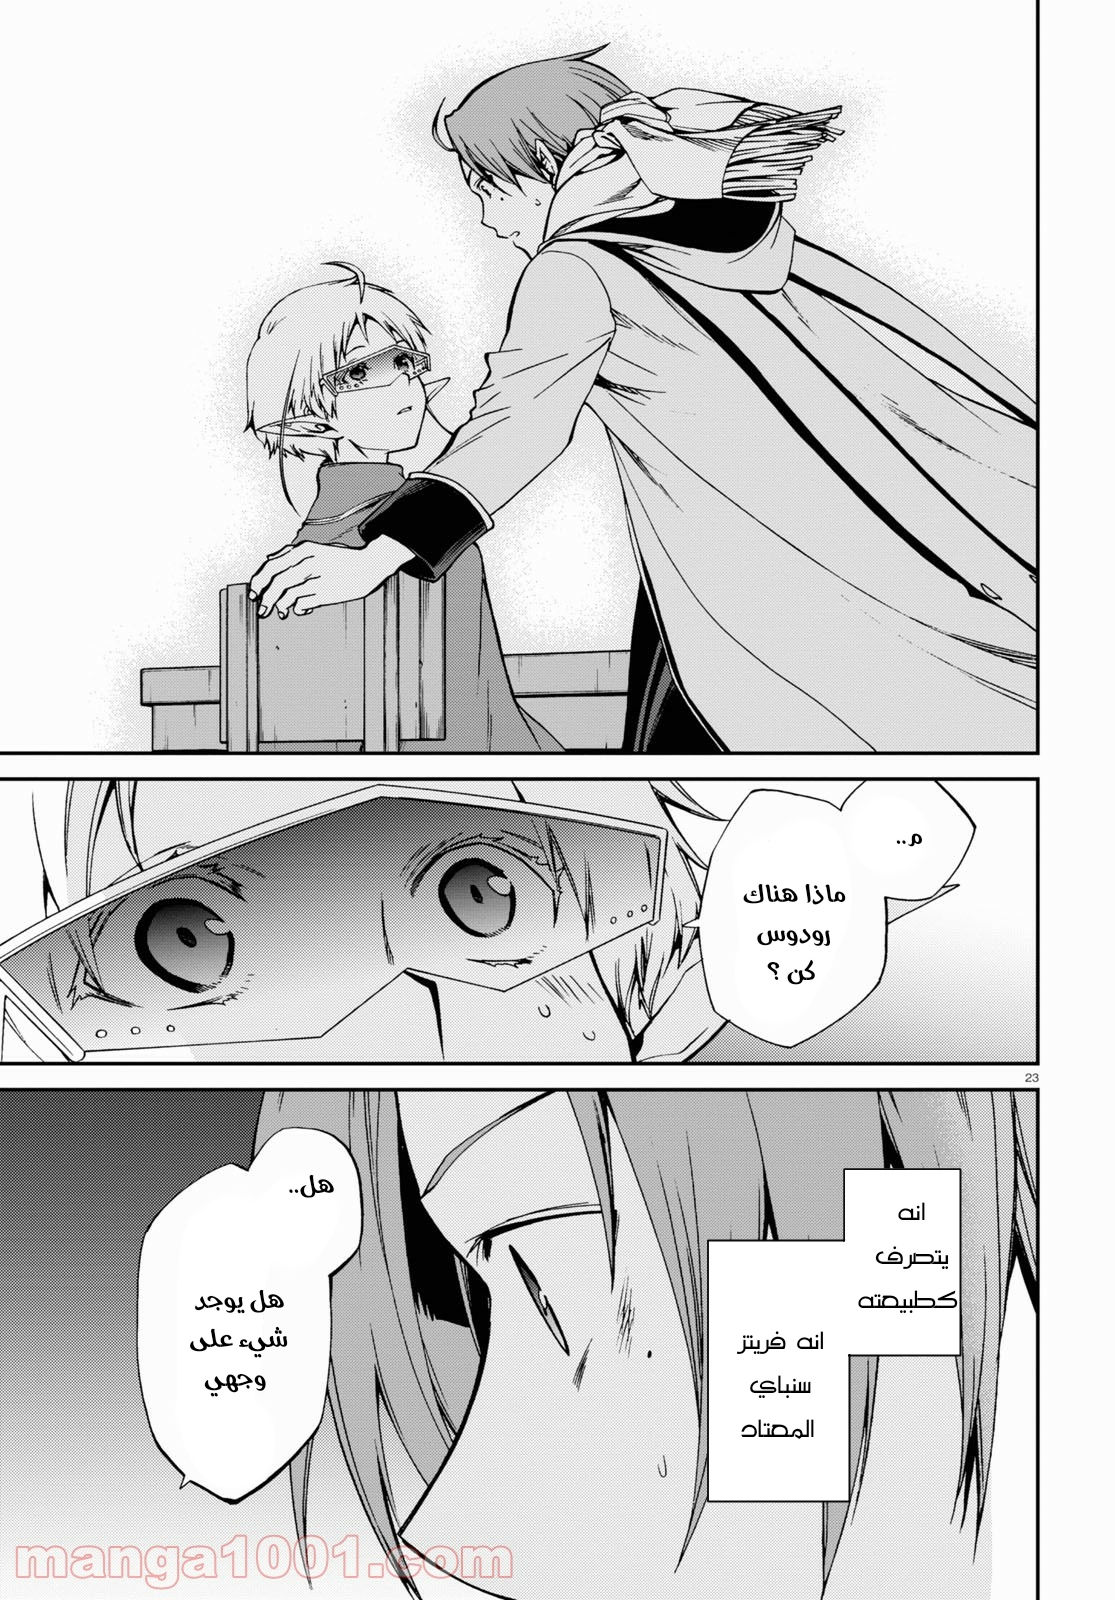 م..
ماذا هناك
رودوس
كن ؟
23
انه
يتصرف
كطبيعته
انه فريتز
سنباي
المعتاد
هل..
هل يوجد
شيء على
وجهي
manga1001.com